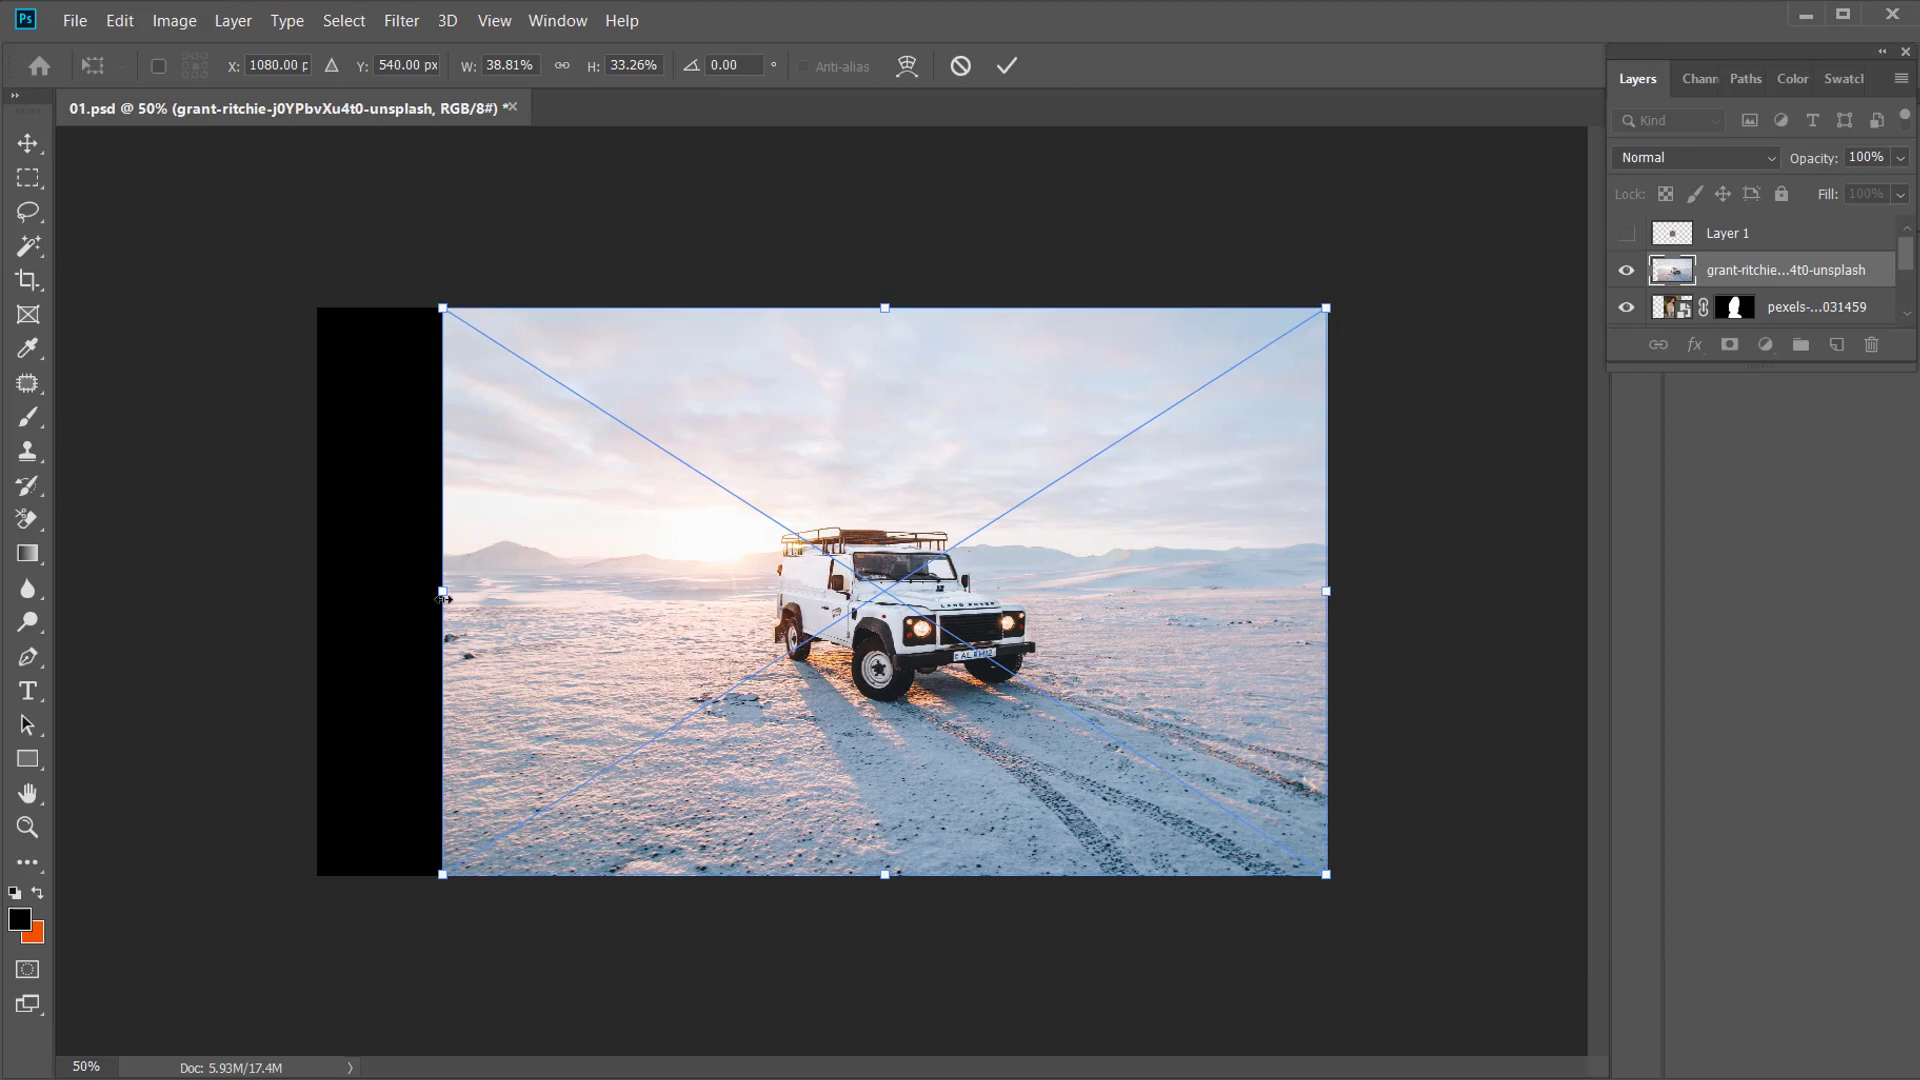 Ps File Edit Image Layer Select Filter 3D View Window Help
X: 1080.00 p Y: 540.00 px W: 38.81% H: 33.26% 0.00 ° Anti-alias
Layers Chann Paths Color Swatcl
01.psd @ 50% (grant-ritchie-j0YPbvXu4t0-unsplash, RGB/8#) *
Kind
Normal Opacity: 100%
Lock: Fill: 100%
Layer 1
grant-ritchie...4t0-unsplash
pexels-...031459
LAND ROVER
50% Doc: 5.93M/17.4M